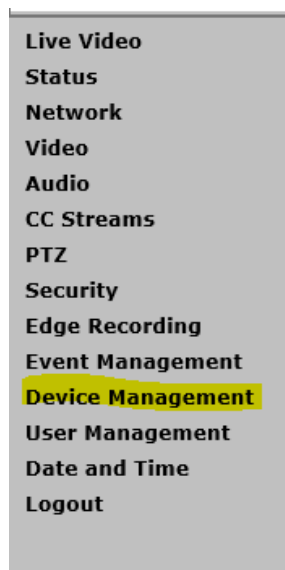 Live Video
Status
Network
Video
Audio
CC Streams
PTZ
Security
Edge Recording
Event Management
Device Management
User Management
Date and Time
Logout